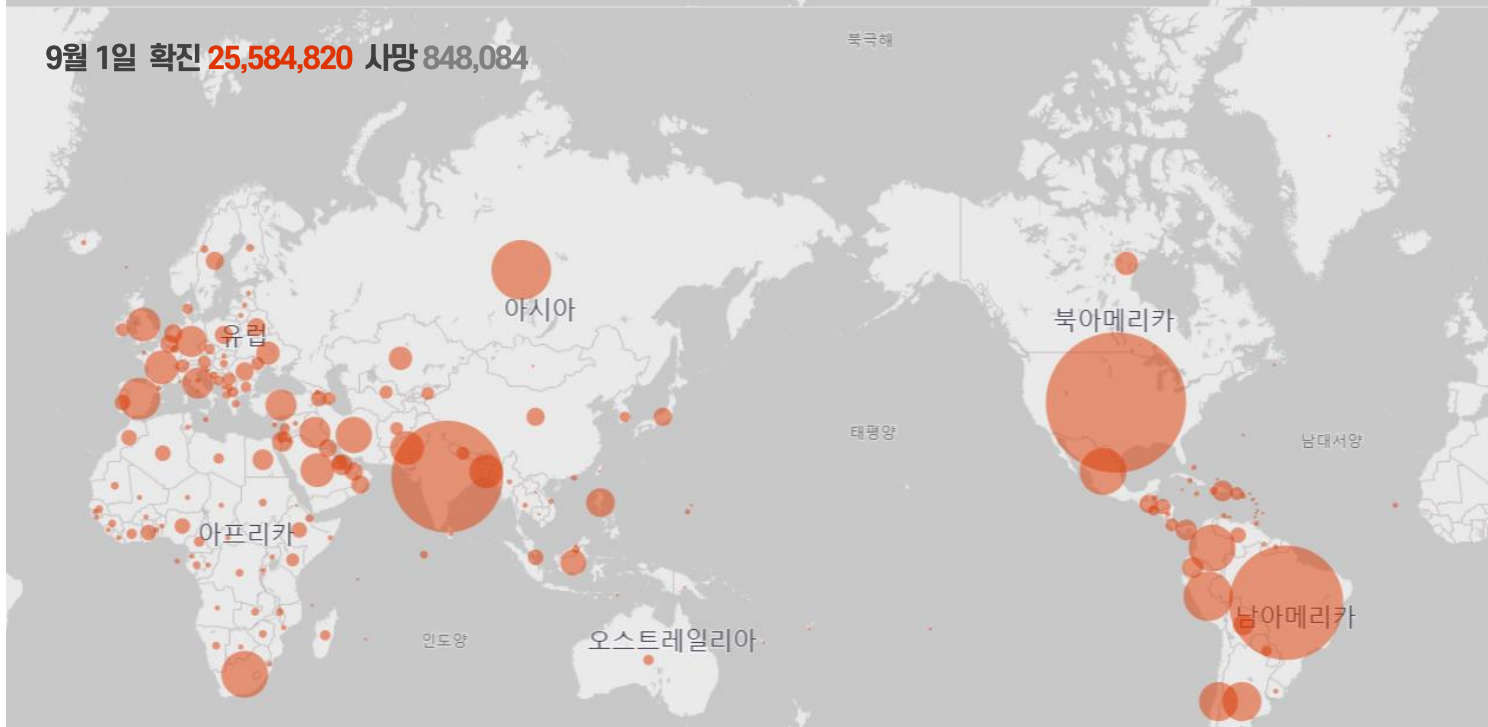 9월 1일 확진 25,584,820 사망 848,084
북극해
아시아
북아메리카
유럽
태평양
남대서양
아프리카
남아메리카
인도양
오스트레일리아